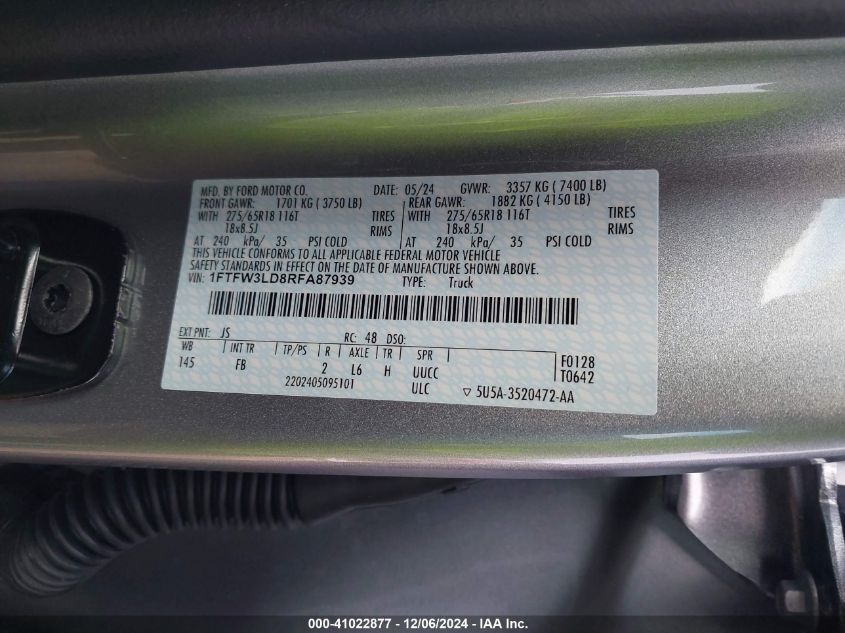 MFD. BY FORD MOTOR CO. DATE: 05/24 GVWR: 3357 KG ( 7400 LB)
FRONT GAWR: 1701 KG ( 3750 LB) REAR GAWR: 1882 KG ( 4150 LB)
WITH 275/65R18 116T TIRES WITH 275/65R18 116T TIRES
18x8.5J RIMS 18x8.5J RIMS
AT 240 kPa/ 35 PSI COLD AT 240 kPa/ 35 PSI COLD
THIS VEHICLE CONFORMS TO ALL APPLICABLE FEDERAL MOTOR VEHICLE
SAFETY STANDARDS IN EFFECT ON THE DATE OF MANUFACTURE SHOWN ABOVE.
VIN: 1FTFW3LD8RFA87939 TYPE: Truck
EXT PNT: JS RC: 48 DSO:
WB INT TR TP/PS R AXLE TR SPR F0128
145 FB 2 L6 H UUCC T0642
2202405095101 ULC ▽ 5U5A-3520472-AA
000-41022877 - 12/06/2024 - IAA Inc.